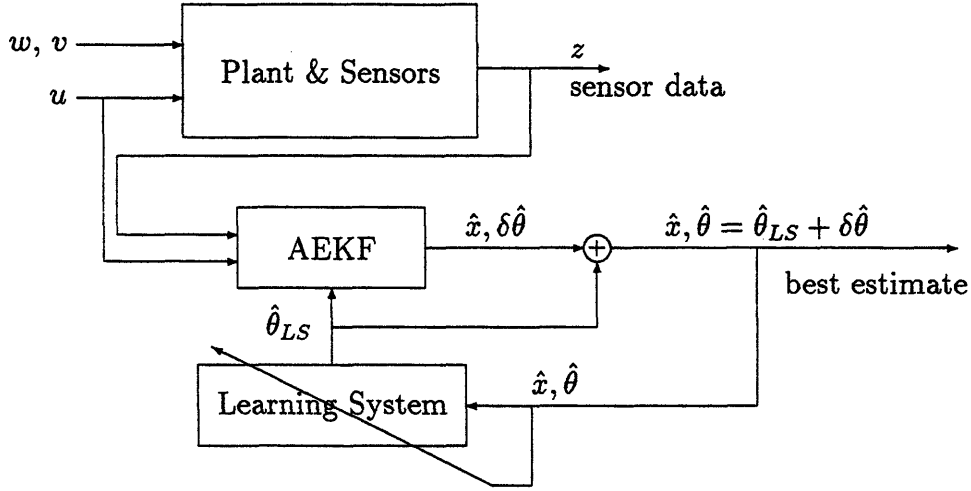 w, v
Plant & Sensors
z
sensor data
u
AEKF
x̂, δθ̂
+
x̂, θ̂ = θ̂_LS + δθ̂
best estimate
θ̂_LS
x̂, θ̂
Learning System